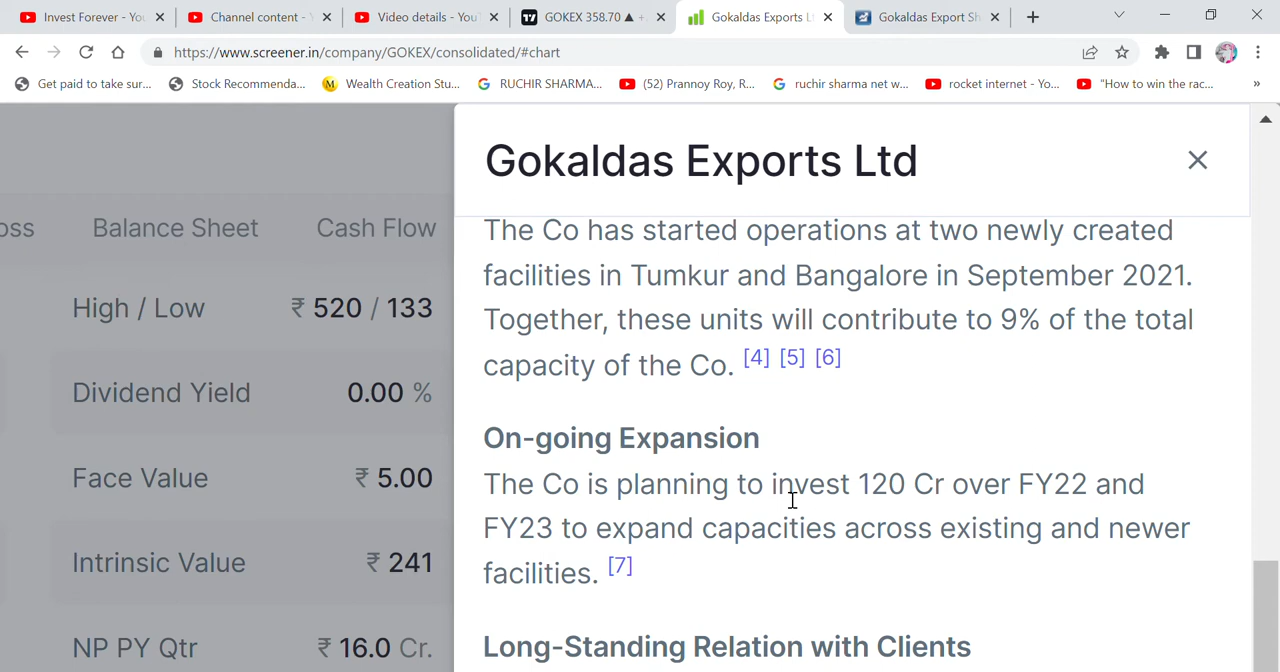 Invest Forever - You
Channel content - Y
Video details - YouT
GOKEX 358.70 ▲ +
Gokaldas Exports Lt
Gokaldas Export Sh
https://www.screener.in/company/GOKEX/consolidated/#chart
Get paid to take sur...
Stock Recommenda...
Wealth Creation Stu...
RUCHIR SHARMA...
(52) Prannoy Roy, R...
ruchir sharma net w...
rocket internet - Yo...
"How to win the rac...
»
Gokaldas Exports Ltd
oss Balance Sheet Cash Flow
High / Low ₹ 520 / 133
Dividend Yield 0.00 %
Face Value ₹ 5.00
Intrinsic Value ₹ 241
NP PY Qtr ₹ 16.0 Cr.
The Co has started operations at two newly created
facilities in Tumkur and Bangalore in September 2021.
Together, these units will contribute to 9% of the total
capacity of the Co. [4] [5] [6]
On-going Expansion
The Co is planning to invest 120 Cr over FY22 and
FY23 to expand capacities across existing and newer
facilities. [7]
Long-Standing Relation with Clients